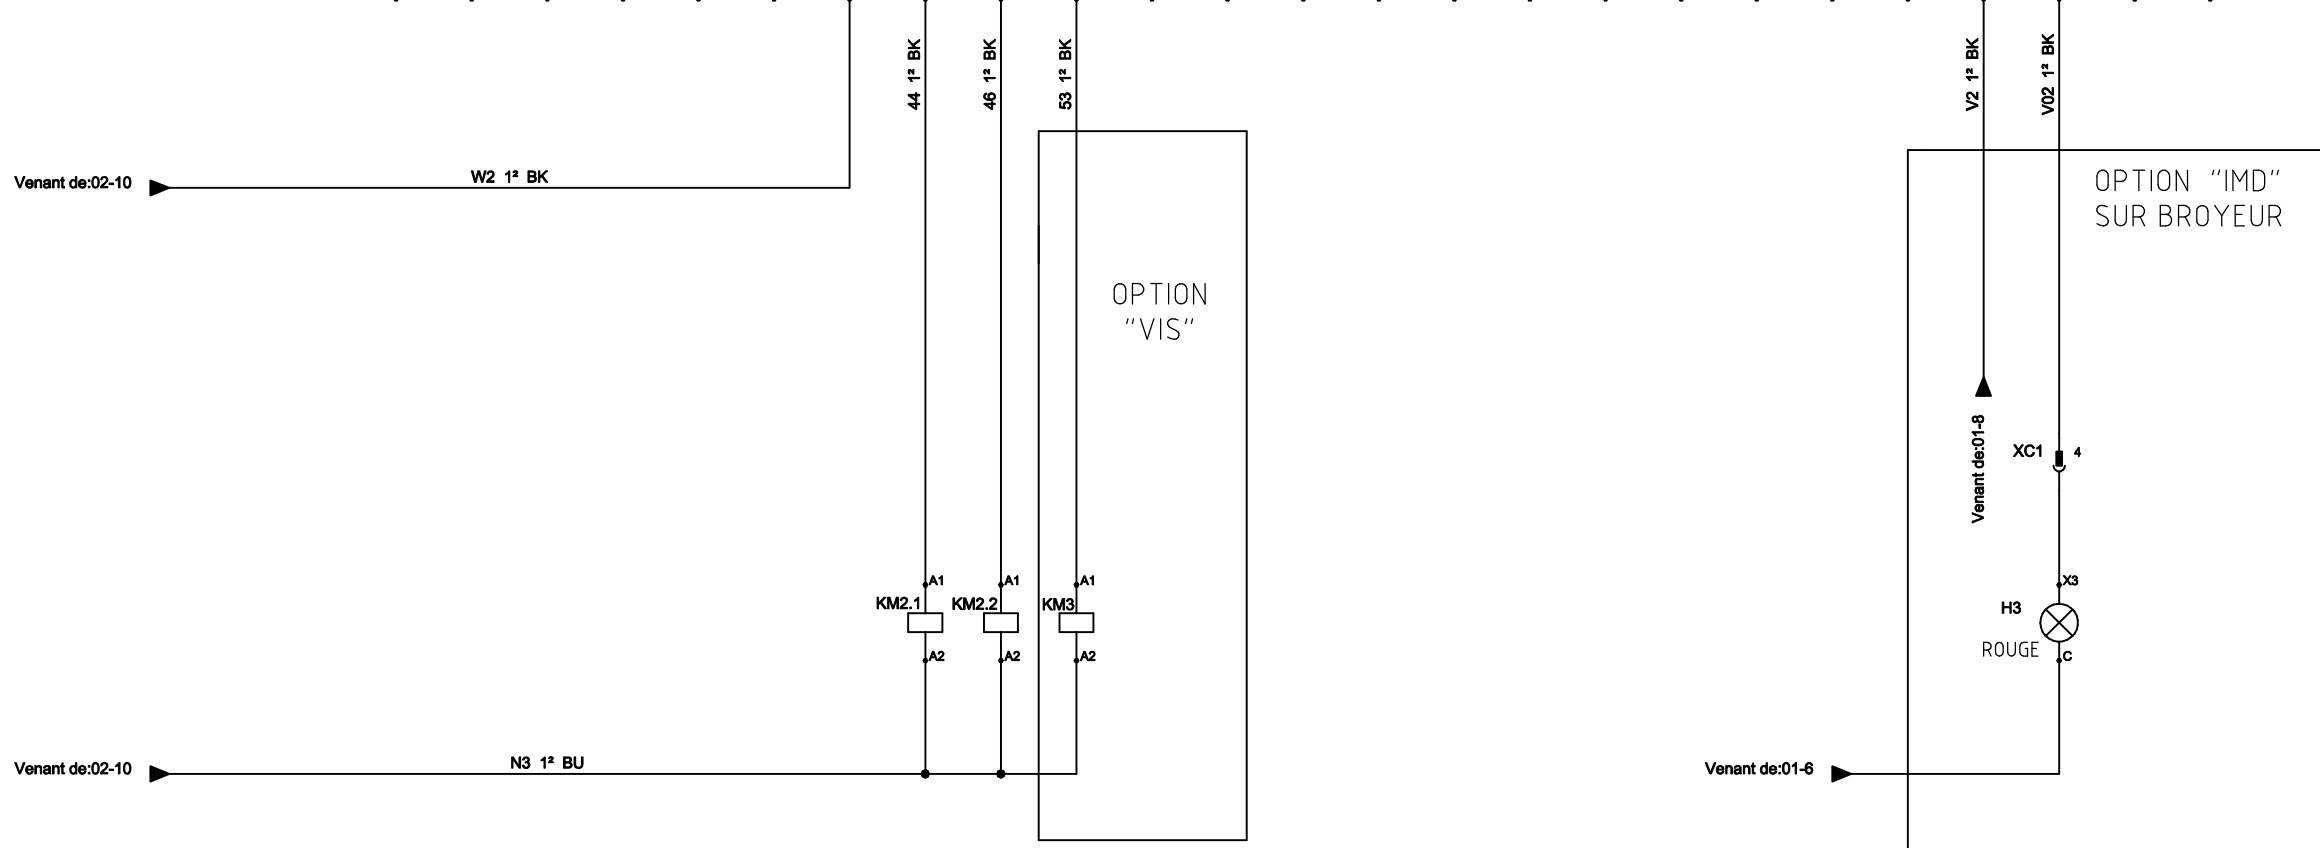 44 1² BK
46 1² BK
53 1² BK
V2 1² BK
V02 1² BK
Venant de:02-10
W2 1² BK
OPTION "IMD"
SUR BROYEUR
OPTION
"VIS"
Venant de:01-8
XC1
4
A1
A1
A1
X3
KM2.1
KM2.2
KM3
H3
ROUGE
A2
A2
A2
C
Venant de:02-10
N3 1² BU
Venant de:01-6